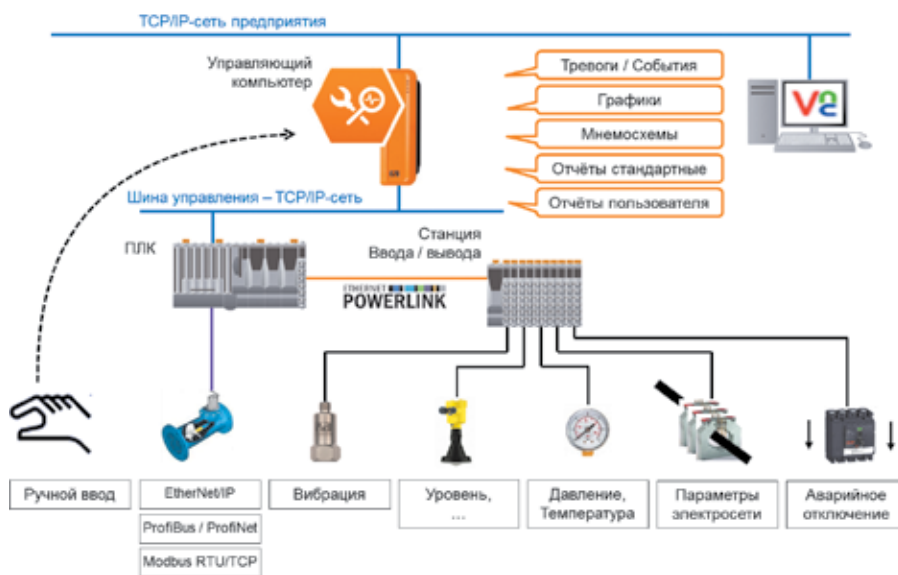 TCP/IP-сеть предприятия
Управляющий
компьютер
Тревоги / События
Графики
Мнемосхемы
Отчёты стандартные
Отчёты пользователя
VNC
Шина управления – TCP/IP-сеть
ПЛК
Станция
Ввода / вывода
ETHERNET
POWERLINK
Ручной ввод
EtherNet/IP
ProfiBus / ProfiNet
Modbus RTU/TCP
Вибрация
Уровень,
...
Давление,
Температура
Параметры
электросети
Аварийное
отключение